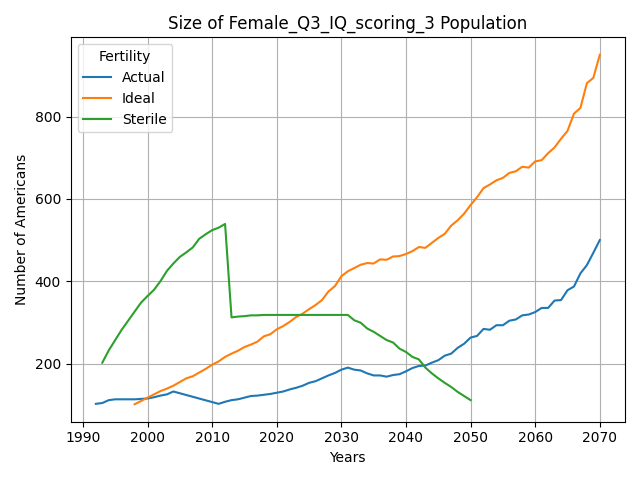 Size of Female_Q3_IQ_scoring_3 Population
Fertility
Actual
Ideal
Sterile
Number of Americans
800
600
400
200
1990
2000
2010
2020
2030
2040
2050
2060
2070
Years